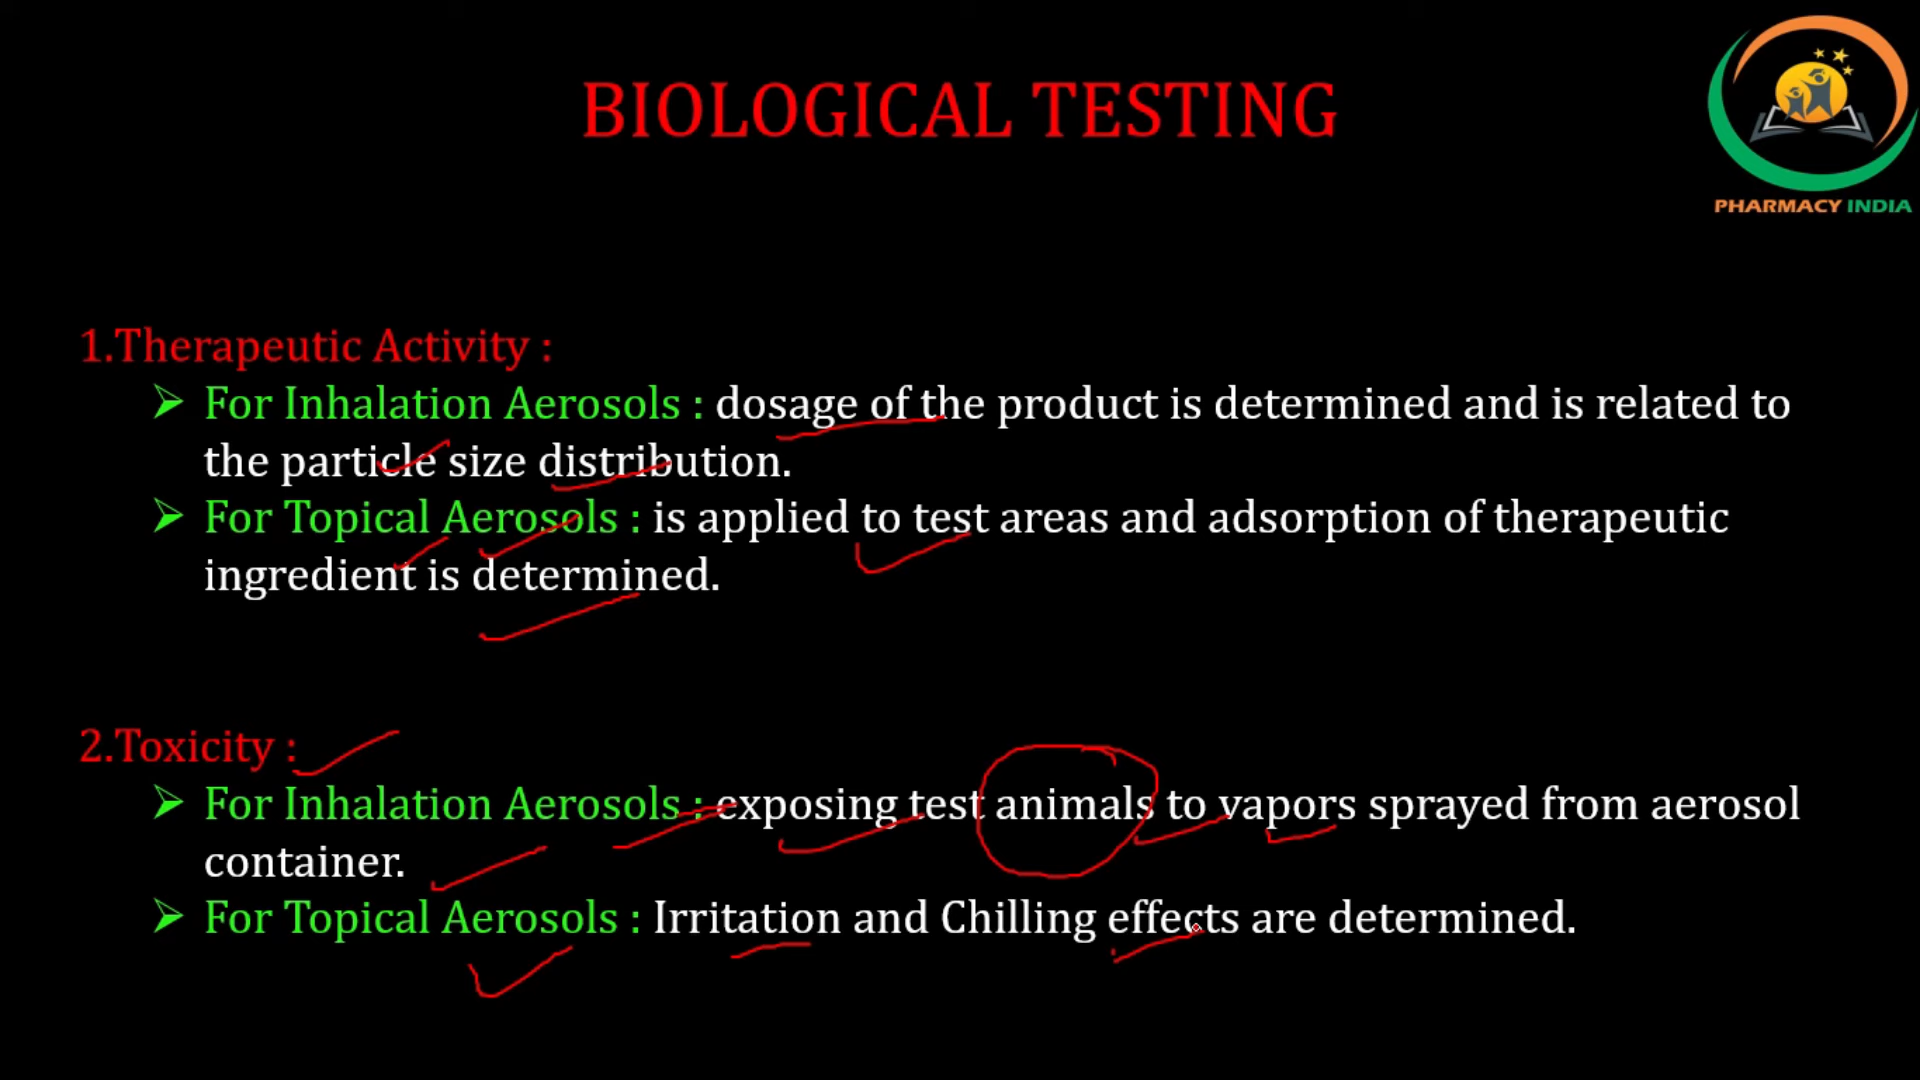 BIOLOGICAL TESTING
PHARMACY INDIA
1.Therapeutic Activity :
For Inhalation Aerosols : dosage of the product is determined and is related to
the particle size distribution.
For Topical Aerosols : is applied to test areas and adsorption of therapeutic
ingredient is determined.
2.Toxicity :
For Inhalation Aerosols : exposing test animals to vapors sprayed from aerosol
container.
For Topical Aerosols : Irritation and Chilling effects are determined.